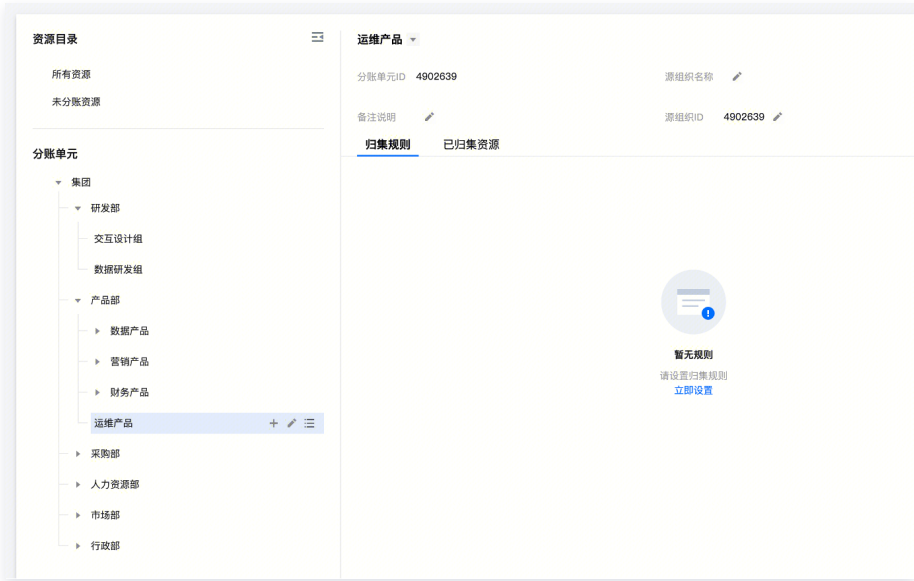 资源目录
所有资源
未分账资源
分账单元
集团
研发部
交互设计组
数据研发组
产品部
数据产品
营销产品
财务产品
运维产品
采购部
人力资源部
市场部
行政部
运维产品
分账单元ID 4902639
源组织名称
备注说明
源组织ID 4902639
归集规则 已归集资源
暂无规则
请设置归集规则
立即设置